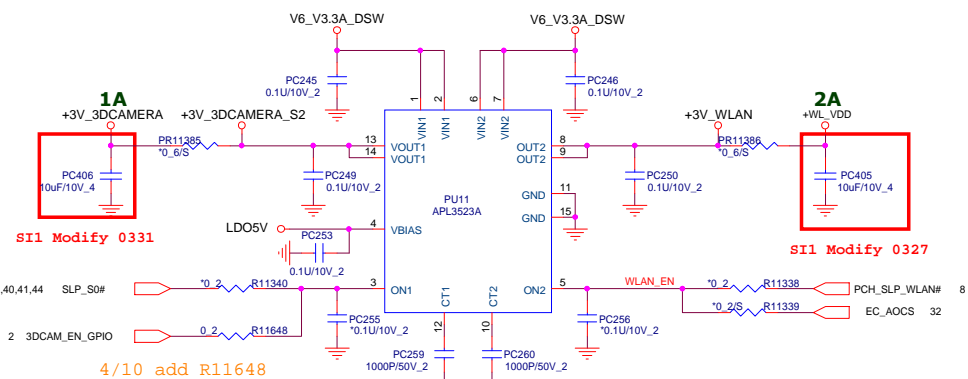 V6_V3.3A_DSW
V6_V3.3A_DSW
PC245
0.1U/10V_2
PC246
0.1U/10V_2
1
2
6
7
VIN1
VIN1
VIN2
VIN2
1A
+3V_3DCAMERA
+3V_3DCAMERA_S2
+3V_WLAN
2A
+WL_VDD
PR11385
*0_6/S
PR11386
*0_6/S
13
14
VOUT1
VOUT1
OUT2
OUT2
8
9
PC406
10uF/10V_4
PC249
0.1U/10V_2
PC250
0.1U/10V_2
PC405
10uF/10V_4
PU11
APL3523A
GND
GND
11
15
SI1 Modify 0331
SI1 Modify 0327
LDO5V
PC253
0.1U/10V_2
4
VBIAS
,40,41,44
SLP_S0#
*0_2
R11340
3
ON1
ON2
5
WLAN_EN
*0_2
R11338
PCH_SLP_WLAN#
8
*0_2/S
R11339
EC_AOCS
32
2
3DCAM_EN_GPIO
0_2
R11648
PC255
*0.1U/10V_2
CT1
CT2
12
10
PC256
*0.1U/10V_2
PC259
1000P/50V_2
PC260
1000P/50V_2
4/10 add R11648